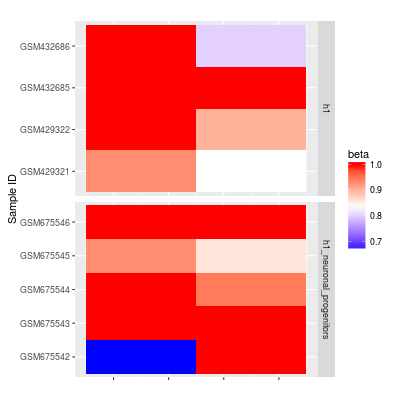 Sample ID
GSM432686
GSM432685
GSM429322
GSM429321
h1
GSM675546
GSM675545
GSM675544
GSM675543
GSM675542
h1_neuronal_progenitors
beta
1.0
0.9
0.8
0.7